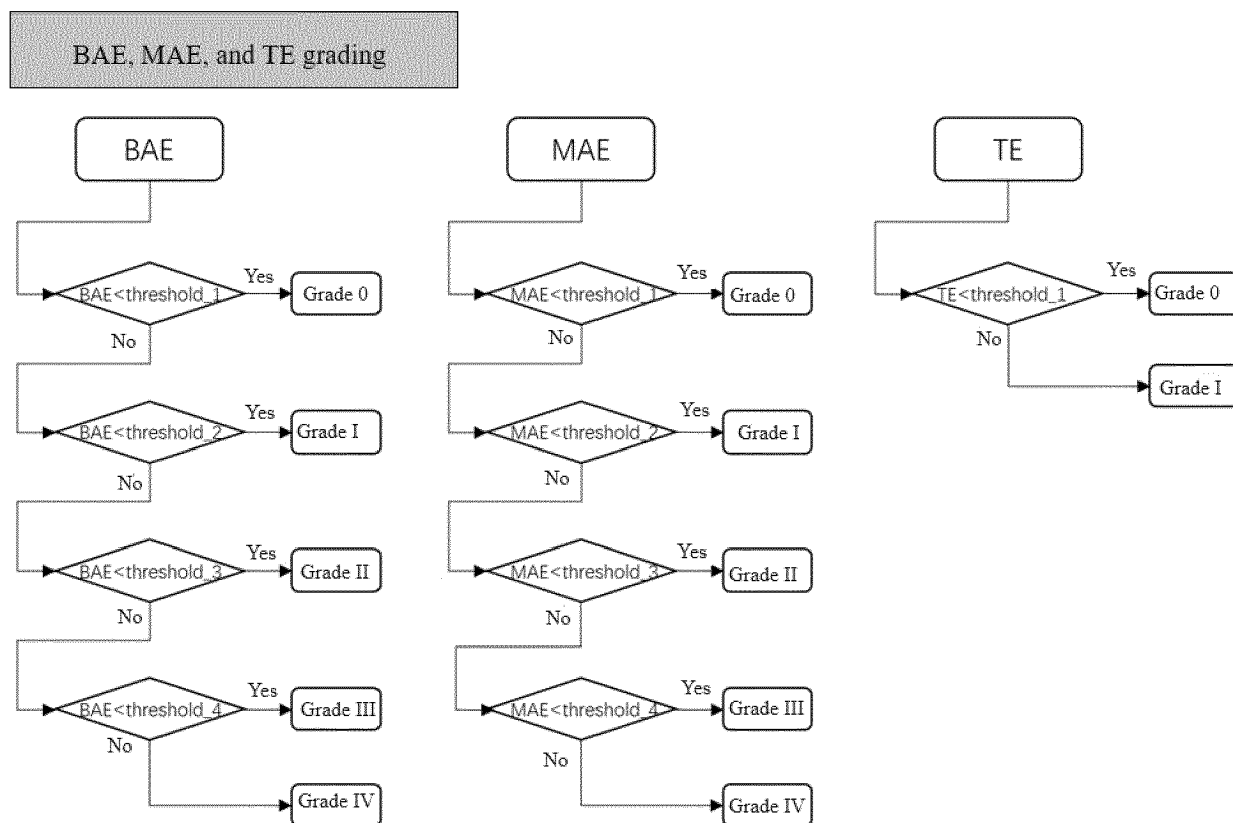 BAE, MAE, and TE grading
BAE
MAE
TE
BAE<threshold_1
Yes
Grade 0
No
BAE<threshold_2
Yes
Grade I
No
BAE<threshold_3
Yes
Grade II
No
BAE<threshold_4
Yes
Grade III
No
Grade IV
MAE<threshold_1
Yes
Grade 0
No
MAE<threshold_2
Yes
Grade I
No
MAE<threshold_3
Yes
Grade II
No
MAE<threshold_4
Yes
Grade III
No
Grade IV
TE<threshold_1
Yes
Grade 0
No
Grade I